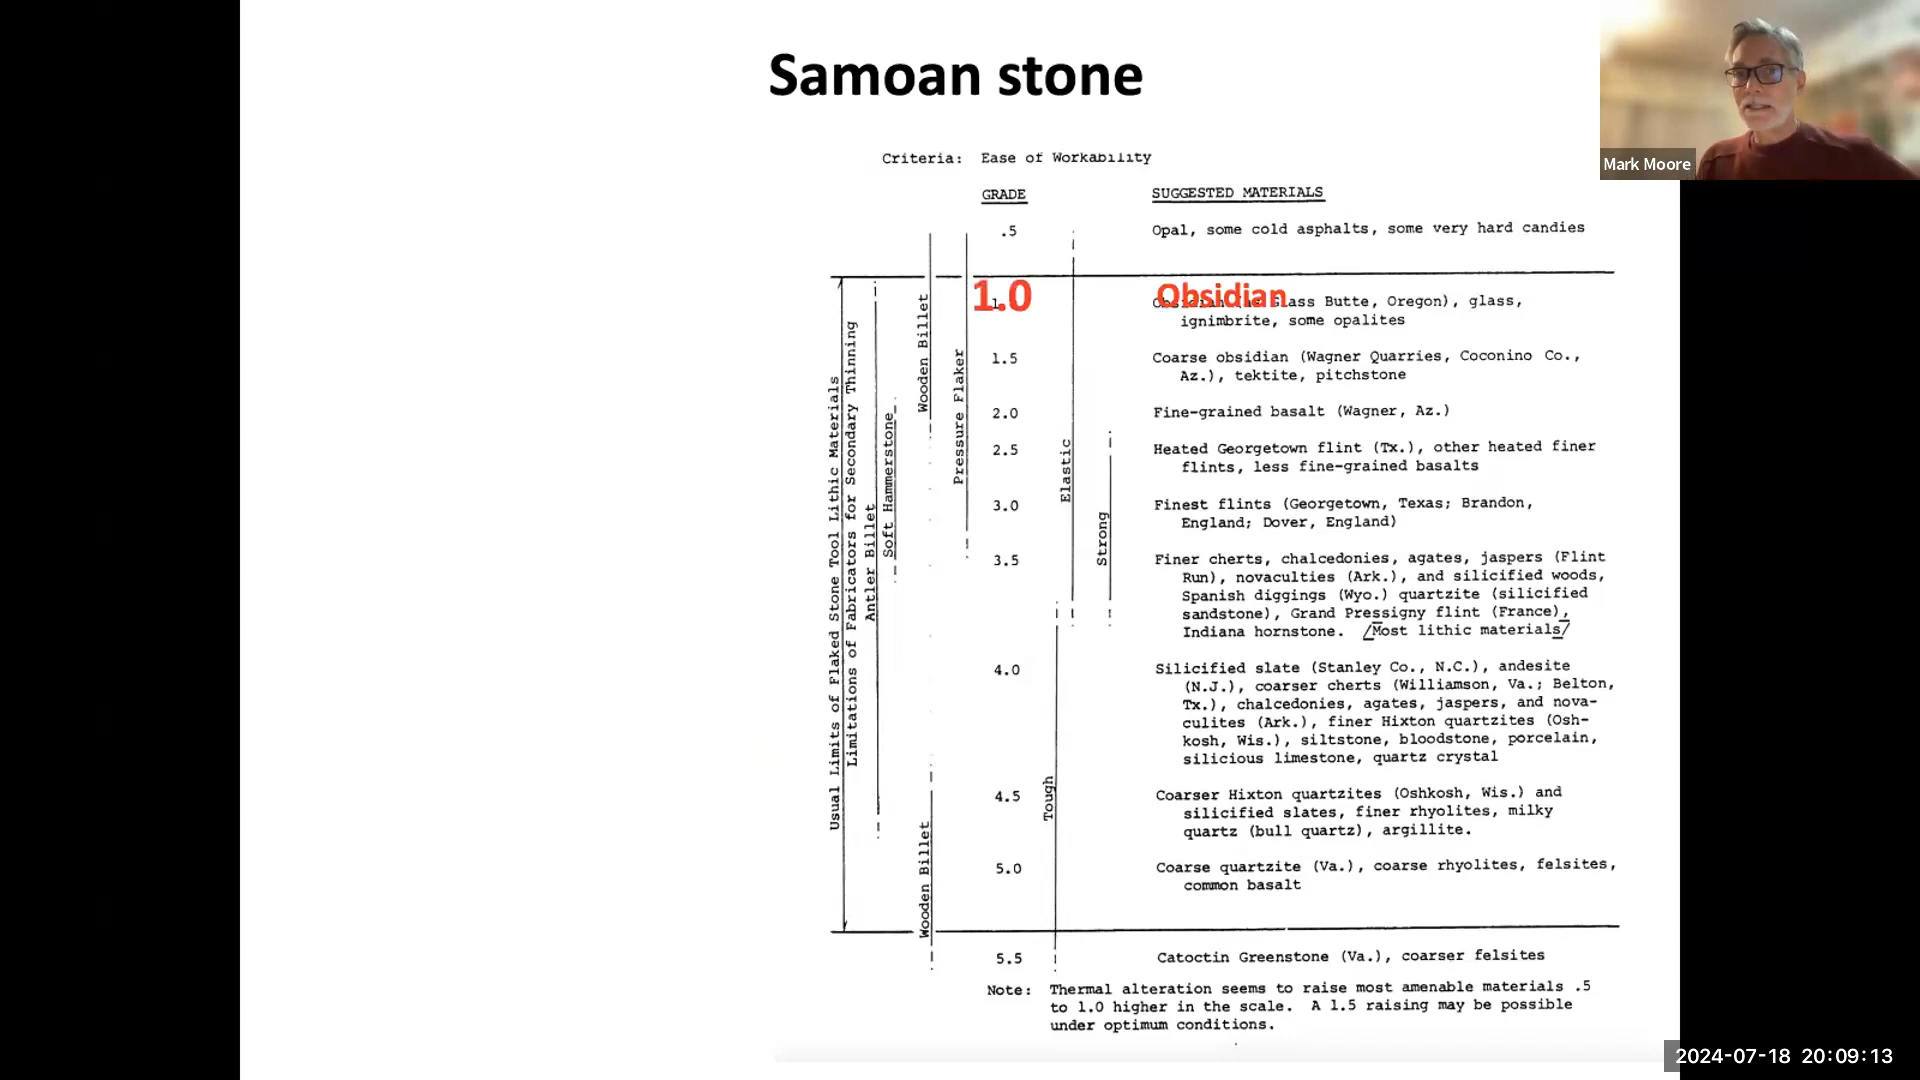 Samoan stone
Mark Moore
Criteria: Ease of Workability
GRADE
SUGGESTED MATERIALS
.5
Opal, some cold asphalts, some very hard candies
1.0
Obsidian
Glass Butte, Oregon), glass,
ignimbrite, some opalites
1.5
Coarse obsidian (Wagner Quarries, Coconino Co.,
Az.), tektite, pitchstone
2.0
Fine-grained basalt (Wagner, Az.)
2.5
Heated Georgetown flint (Tx.), other heated finer
flints, less fine-grained basalts
3.0
Finest flints (Georgetown, Texas; Brandon,
England; Dover, England)
3.5
Finer cherts, chalcedonies, agates, jaspers (Flint
Run), novaculties (Ark.), and silicified woods,
Spanish diggings (Wyo.) quartzite (silicified
sandstone), Grand Pressigny flint (France),
Indiana hornstone. /Most lithic materials/
4.0
Silicified slate (Stanley Co., N.C.), andesite
(N.J.), coarser cherts (Williamson, Va.; Belton,
Tx.), chalcedonies, agates, jaspers, and nova-
culites (Ark.), finer Hixton quartzites (Osh-
kosh, Wis.), siltstone, bloodstone, porcelain,
silicious limestone, quartz crystal
4.5
Coarser Hixton quartzites (Oshkosh, Wis.) and
silicified slates, finer rhyolites, milky
quartz (bull quartz), argillite.
5.0
Coarse quartzite (Va.), coarse rhyolites, felsites,
common basalt
5.5
Catoctin Greenstone (Va.), coarser felsites
Usual Limits of Flaked Stone Tool Lithic Materials
Limitations of Fabricators for Secondary Thinning
Antler Billet
Soft Hammerstone
Wooden Billet
Wooden Billet
Pressure Flaker
Tough
Elastic
Strong
Note: Thermal alteration seems to raise most amenable materials .5
to 1.0 higher in the scale. A 1.5 raising may be possible
under optimum conditions.
2024-07-18 20:09:13